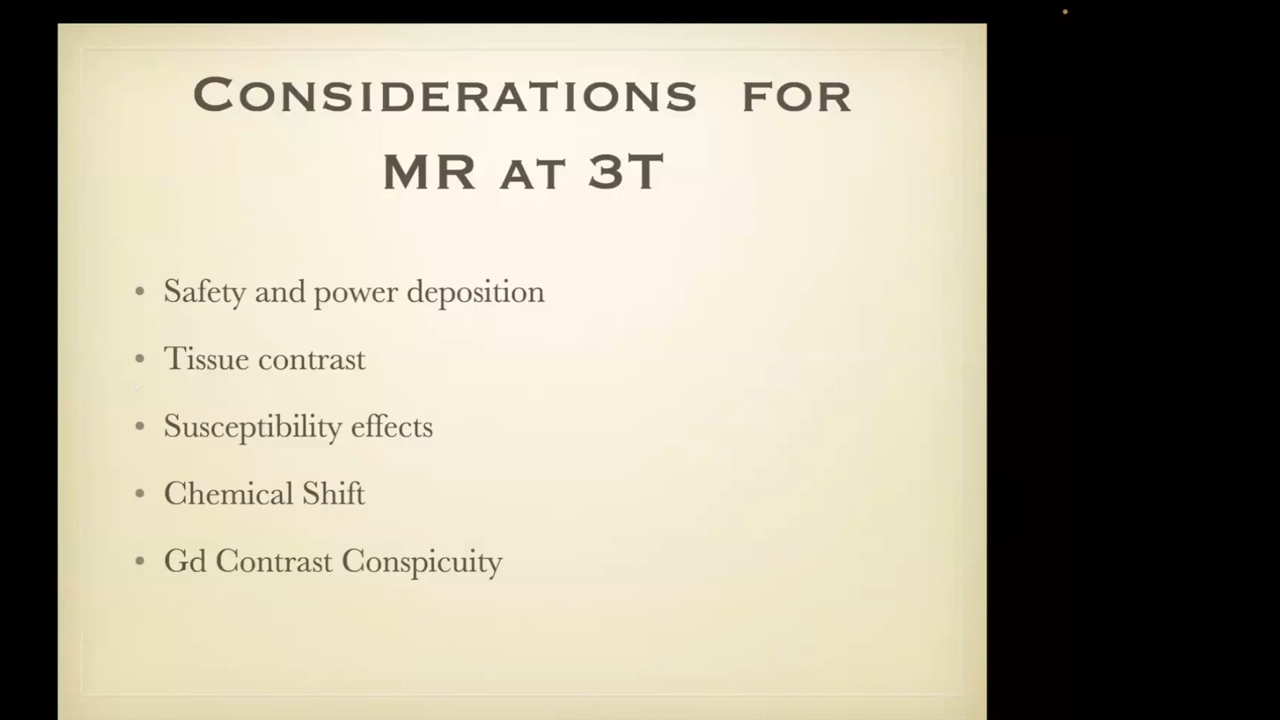 CONSIDERATIONS FOR
MR AT 3T
• Safety and power deposition
• Tissue contrast
• Susceptibility effects
• Chemical Shift
• Gd Contrast Conspicuity